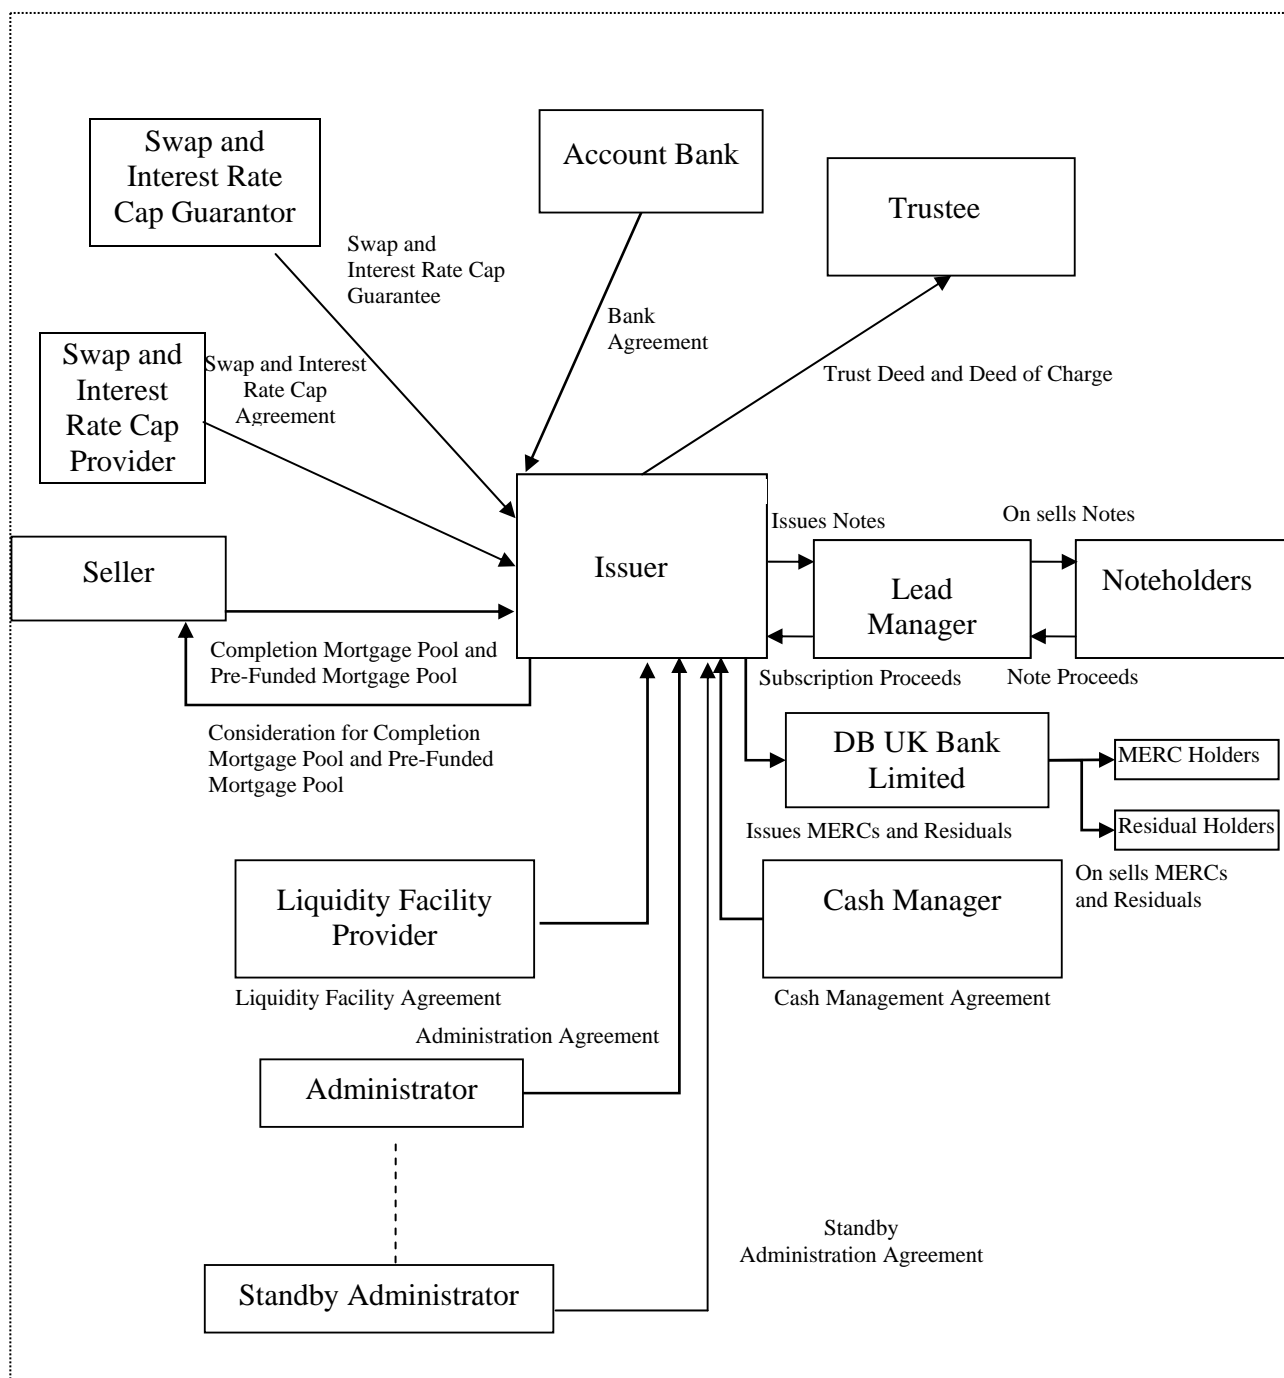 Swap and
Interest Rate
Cap Guarantor
Account Bank
Trustee
Swap and
Interest Rate Cap
Guarantee
Bank
Agreement
Swap and
Interest
Rate Cap
Provider
Swap and Interest
Rate Cap
Agreement
Trust Deed and Deed of Charge
Seller
Issuer
Issues Notes
On sells Notes
Lead
Manager
Noteholders
Completion Mortgage Pool and
Pre-Funded Mortgage Pool
Subscription Proceeds
Note Proceeds
Consideration for Completion
Mortgage Pool and Pre-Funded
Mortgage Pool
DB UK Bank
Limited
MERC Holders
Residual Holders
Issues MERCs and Residuals
On sells MERCs
and Residuals
Liquidity Facility
Provider
Cash Manager
Liquidity Facility Agreement
Cash Management Agreement
Administration Agreement
Administrator
Standby
Administration Agreement
Standby Administrator